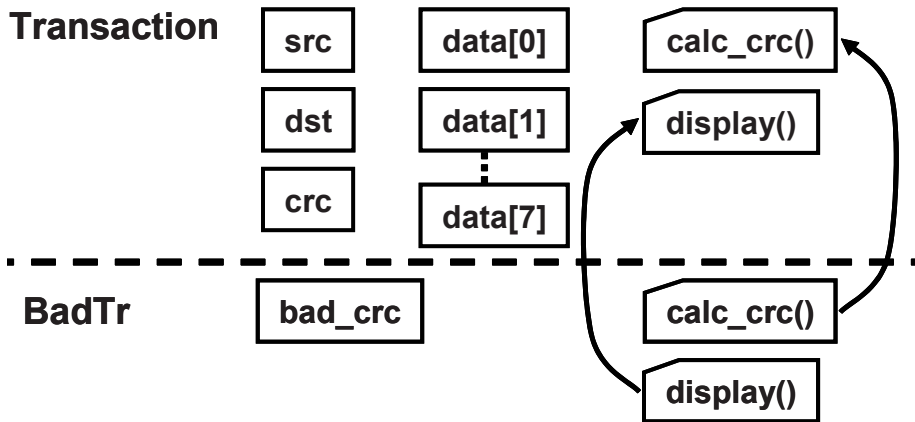 Transaction
src
data[0]
calc_crc()
dst
data[1]
display()
crc
data[7]
BadTr
bad_crc
calc_crc()
display()